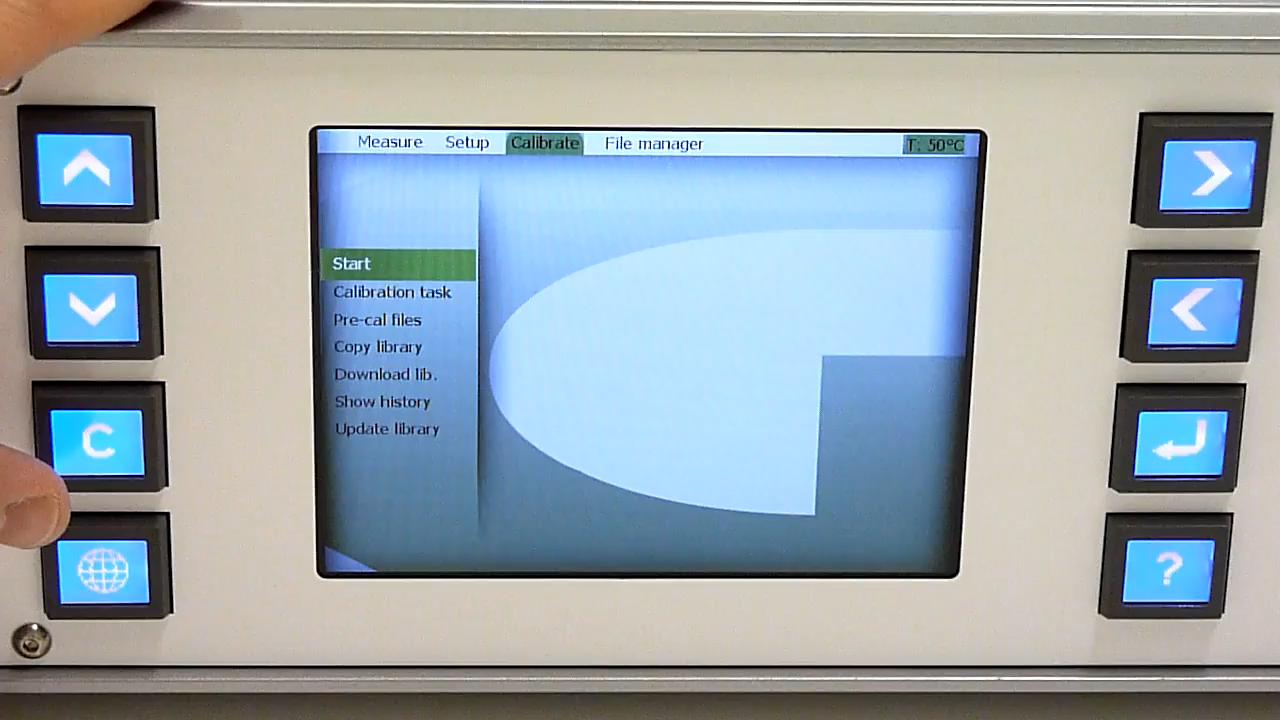 Measure Setup Calibrate File manager T: 50°C
Start
Calibration task
Pre-cal files
Copy library
Download lib.
Show history
Update library
C
?